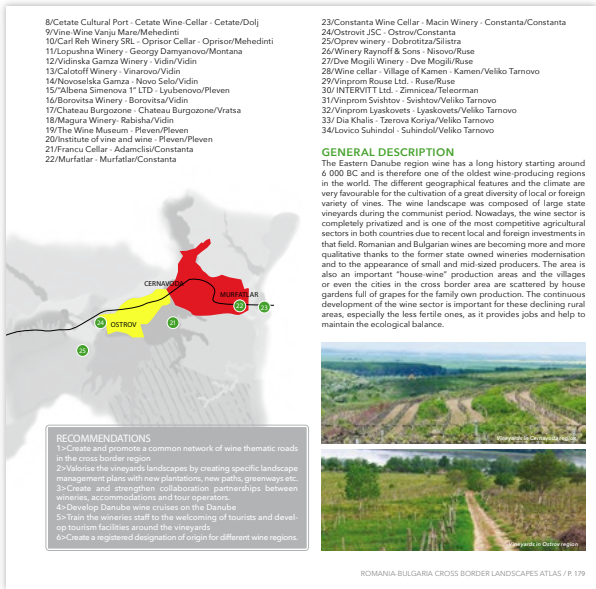 8/Cetate Cultural Port - Cetate Wine-Cellar - Cetate/Dolj
9/Vine-Wine Vanju Mare/Mehedinti
10/Carl Reh Winery SRL - Oprisor Cellar - Oprisor/Mehedinti
11/Lopushna Winery - Georgy Damyanovo/Montana
12/Vidinska Gamza Winery - Vidin/Vidin
13/Calotoff Winery - Vinarovo/Vidin
14/Novoselska Gamza - Novo Selo/Vidin
15/"Albena Simenova 1" LTD - Lyubenovo/Pleven
16/Borovitsa Winery - Borovitsa/Vidin
17/Chateau Burgozone - Chateau Burgozone/Vratsa
18/Magura Winery- Rabisha/Vidin
19/The Wine Museum - Pleven/Pleven
20/Institute of vine and wine - Pleven/Pleven
21/Francu Cellar - Adamclisi/Constanta
22/Murfatlar - Murfatlar/Constanta
23/Constanta Wine Cellar - Macin Winery - Constanta/Constanta
24/Ostrovit JSC - Ostrov/Constanta
25/Oprev winery - Dobrotitza/Silistra
26/Winery Raynoff & Sons - Nisovo/Ruse
27/Dve Mogili Winery - Dve Mogili/Ruse
28/Wine cellar - Village of Kamen - Kamen/Veliko Tarnovo
29/Vinprom Rouse Ltd. - Ruse/Ruse
30/ INTERVITT Ltd. - Zimnicea/Teleorman
31/Vinprom Svishtov - Svishtov/Veliko Tarnovo
32/Vinprom Lyaskovets - Lyaskovets/Veliko Tarnovo
33/ Dia Khalis - Tzerova Koriya/Veliko Tarnovo
34/Lovico Suhindol - Suhindol/Veliko Tarnovo
GENERAL DESCRIPTION
The Eastern Danube region wine has a long history starting around
6 000 BC and is therefore one of the oldest wine-producing regions
in the world. The different geographical features and the climate are
very favourable for the cultivation of a great diversity of local or foreign
variety of vines. The wine landscape was composed of large state
vineyards during the communist period. Nowadays, the wine sector is
completely privatized and is one of the most competitive agricultural
sectors in both countries due to recent local and foreign investments in
that field. Romanian and Bulgarian wines are becoming more and more
qualitative thanks to the former state owned wineries modernisation
and to the appearance of small and mid-sized producers. The area is
also an important "house-wine" production areas and the villages
or even the cities in the cross border area are scattered by house
gardens full of grapes for the family own production. The continuous
development of the wine sector is important for these declining rural
areas, especially the less fertile ones, as it provides jobs and help to
maintain the ecological balance.
CERNAVODA
MURFATLAR
OSTROV
22
23
24
21
25
RECOMMENDATIONS
1>Create and promote a common network of wine thematic roads
in the cross border region
2>Valorise the vineyards landscapes by creating specific landscape
management plans with new plantations, new paths, greenways etc.
3>Create and strengthen collaboration partnerships between
wineries, accommodations and tour operators.
4>Develop Danube wine cruises on the Danube
5>Train the wineries staff to the welcoming of tourists and devel-
op tourism facilities around the vineyards
6>Create a registered designation of origin for different wine regions.
Vineyards in Cernavoda region
Vineyards in Ostrov region
ROMANIA-BULGARIA CROSS BORDER LANDSCAPES ATLAS / P. 179